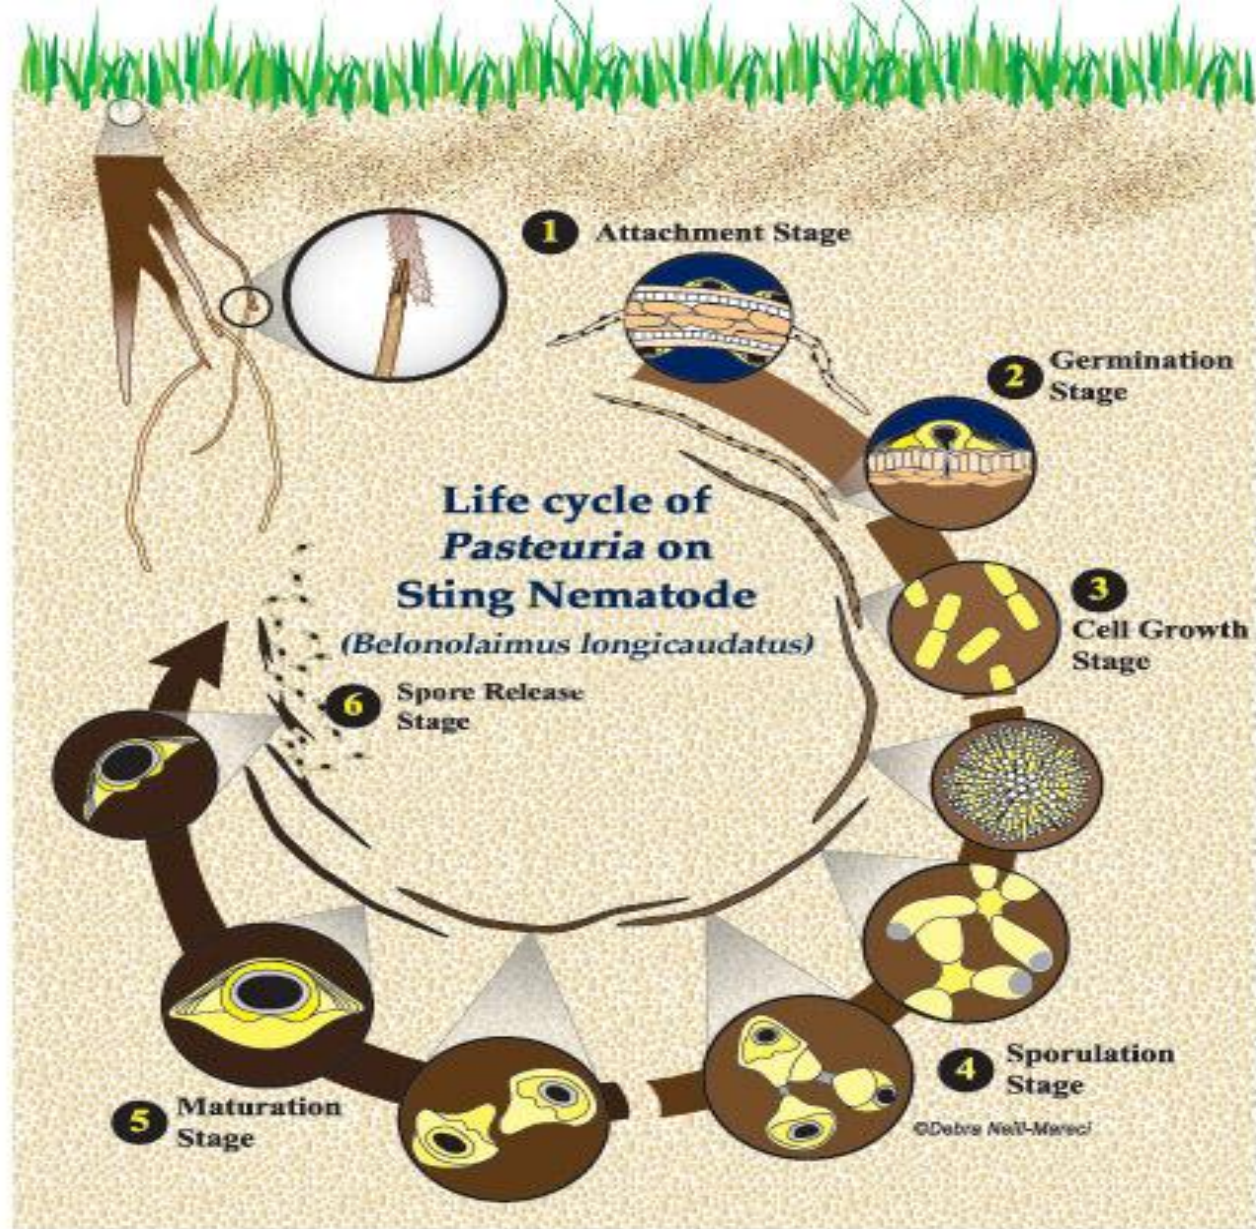 1 Attachment Stage
2 Germination
Stage
Life cycle of
Pasteuria on
Sting Nematode
(Belonolaimus longicaudatus)
3
Cell Growth
Stage
6 Spore Release
Stage
4 Sporulation
Stage
©Debra Neill-Mareci
5 Maturation
Stage